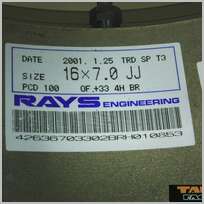 DATE 2001. 1.25 TRD SP T3
SIZE 16×7.0 JJ
PCD 100 OF.+33 4H BR
RAYS ENGINEERING
42636703302BRH010853